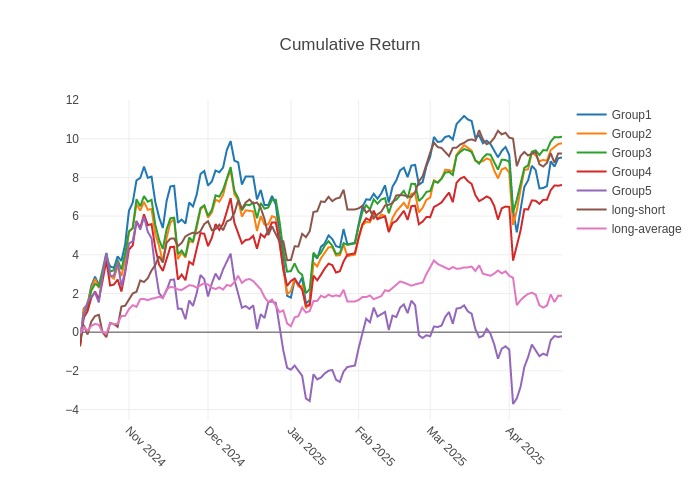 Cumulative Return
12
10
8
6
4
2
0
−2
−4
Nov 2024
Dec 2024
Jan 2025
Feb 2025
Mar 2025
Apr 2025
Group1
Group2
Group3
Group4
Group5
long-short
long-average